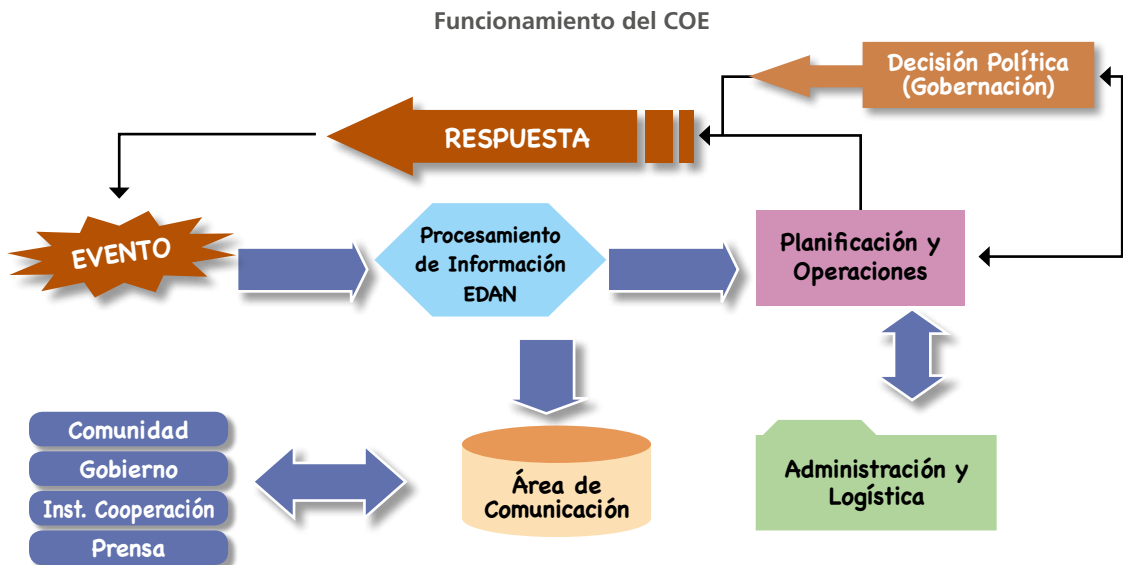 Funcionamiento del COE
Decisión Política
(Gobernación)
RESPUESTA
EVENTO
Procesamiento
de Información
EDAN
Planificación y
Operaciones
Comunidad
Gobierno
Inst. Cooperación
Prensa
Área de
Comunicación
Administración y
Logística